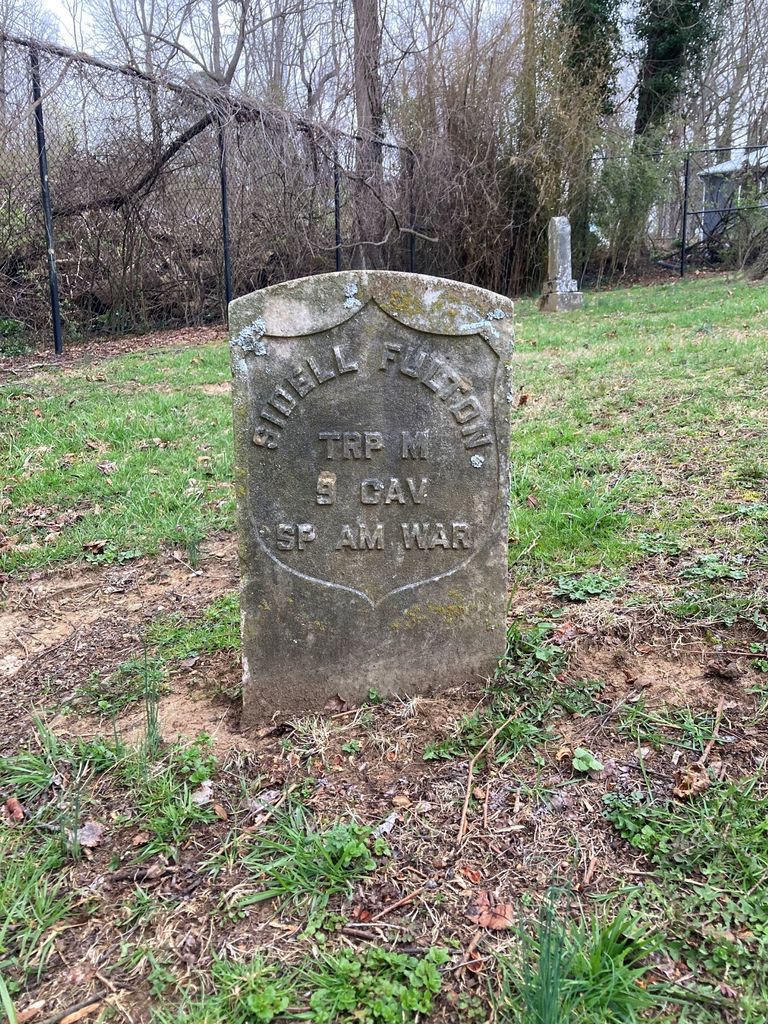 SIDELL FULTON
TRP M
9 CAV
SP AM WAR